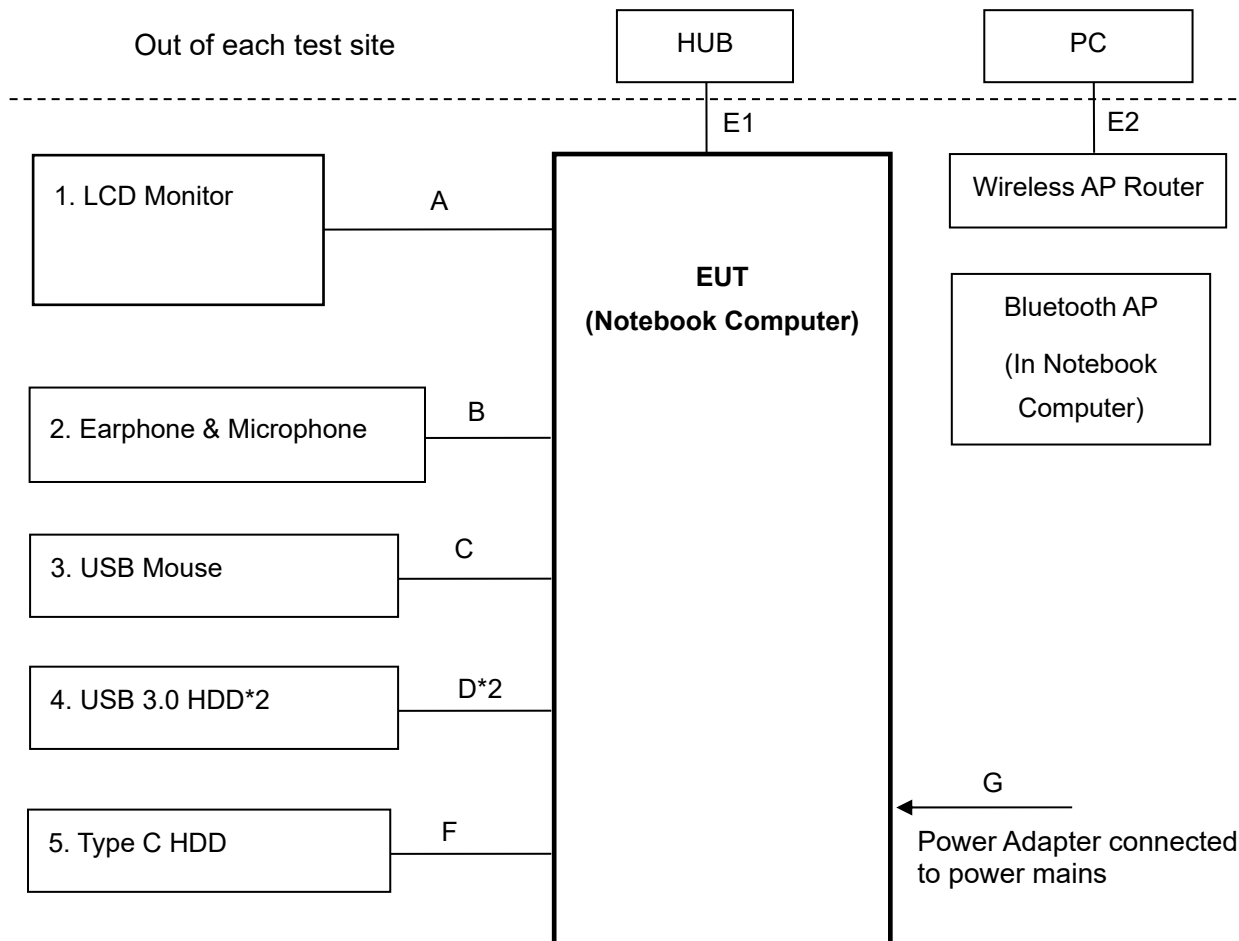 Out of each test site
HUB
PC
E1
E2
1. LCD Monitor
A
Wireless AP Router
EUT
(Notebook Computer)
Bluetooth AP
(In Notebook
Computer)
2. Earphone & Microphone
B
3. USB Mouse
C
4. USB 3.0 HDD*2
D*2
5. Type C HDD
F
G
Power Adapter connected
to power mains